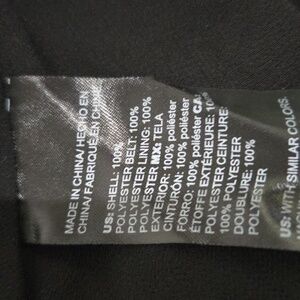 MADE IN CHINA/ HECHO EN
CHINA/ FABRIQUÉ EN CHINE
US: SHELL: 100%
POLYESTER BELT: 100%
POLYESTER LINING: 100%
EXTERIOR: 100% poliéster
CINTURÓN: 100% poliéster
FORRO: 100% poliéster CA:
ÉTOFFE EXTÉRIEURE: 100%
POLYESTER CEINTURE:
100% POLYESTER
DOUBLURE: 100%
POLYESTER
MX: TELA
US:
WITH SIMILAR COLORS.